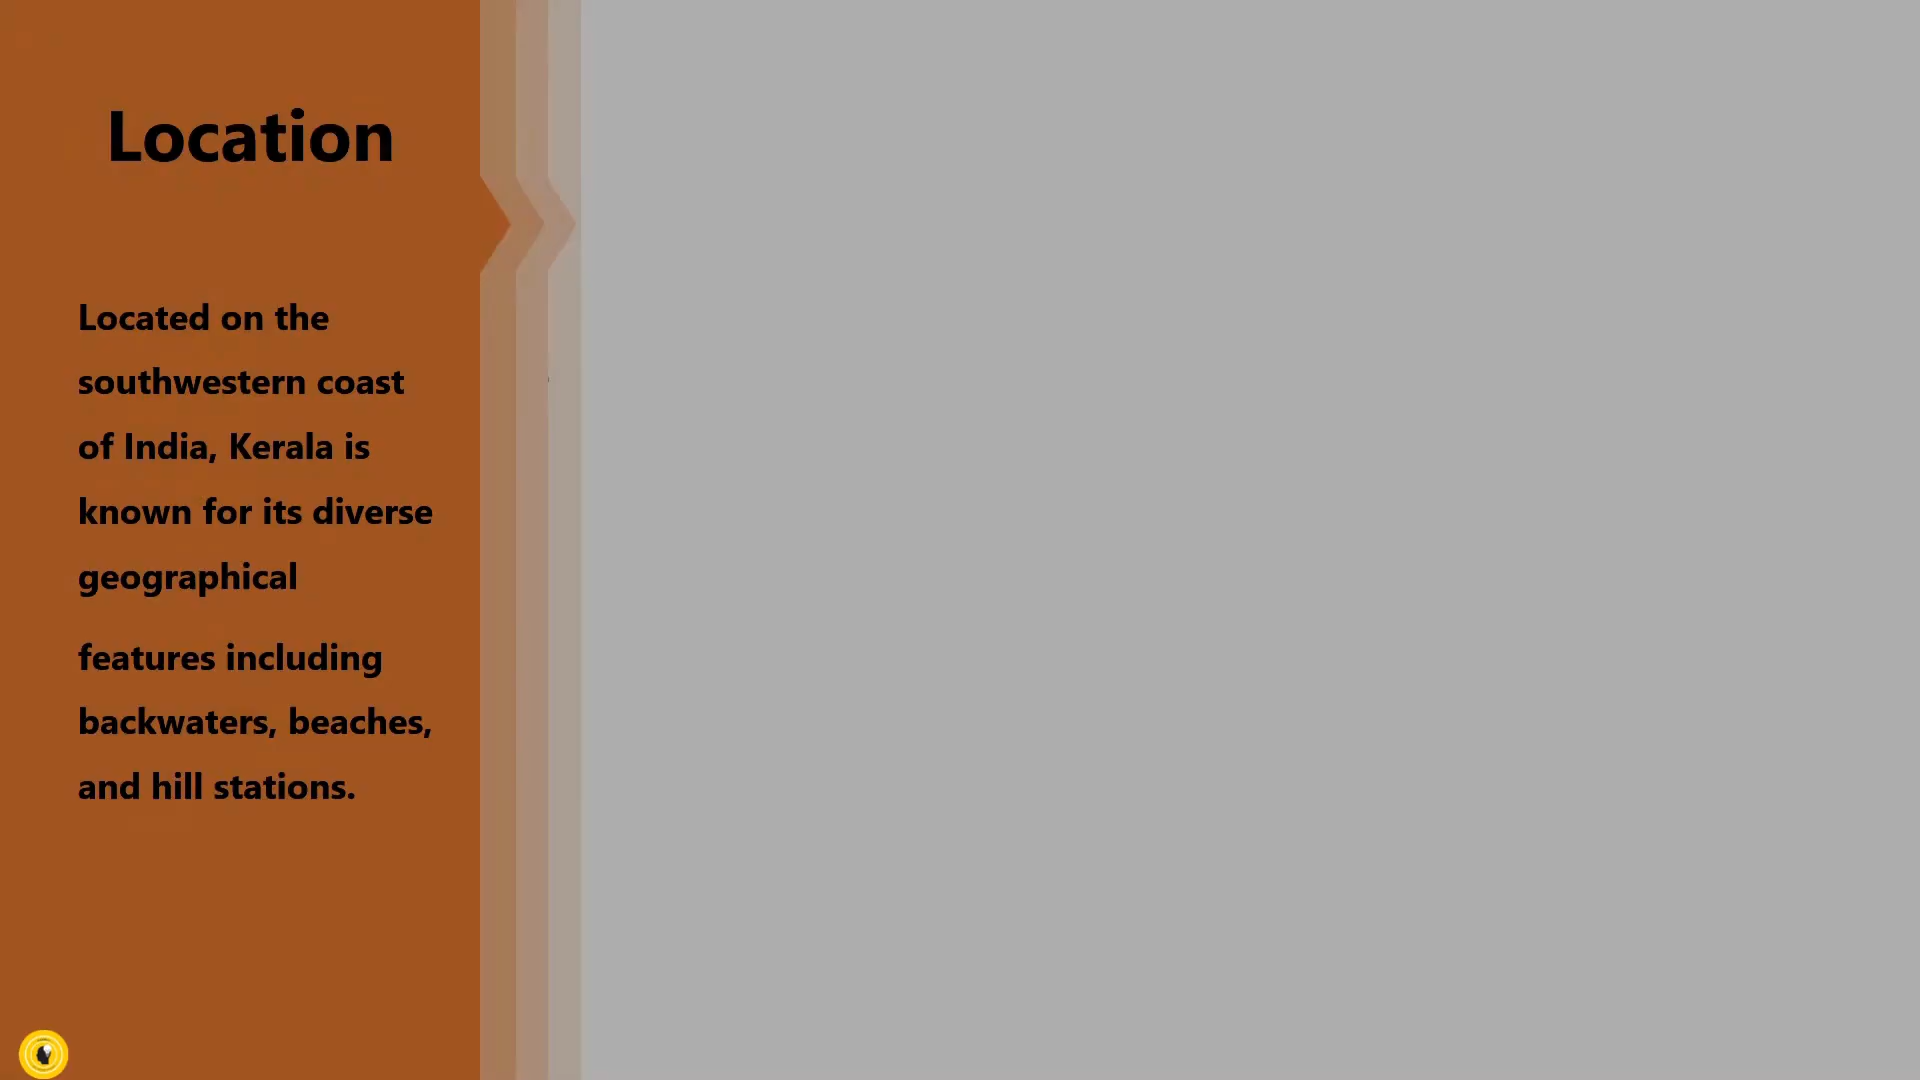 Location
Located on the
southwestern coast
of India, Kerala is
known for its diverse
geographical
features including
backwaters, beaches,
and hill stations.